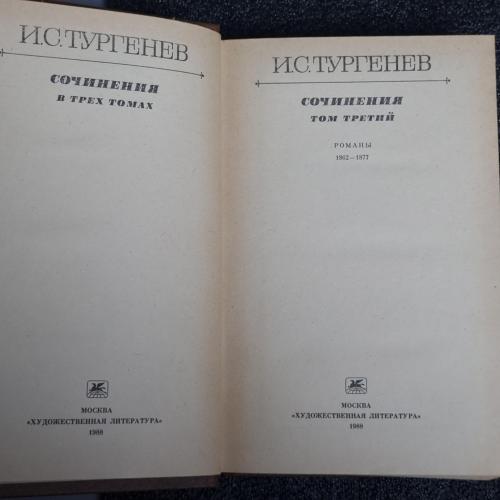 И.С.ТУРГЕНЕВ
СОЧИНЕНИЯ
В ТРЕХ ТОМАХ
МОСКВА
«ХУДОЖЕСТВЕННАЯ ЛИТЕРАТУРА»
1988
И.С.ТУРГЕНЕВ
СОЧИНЕНИЯ
ТОМ ТРЕТИЙ
РОМАНЫ
1862—1877
МОСКВА
«ХУДОЖЕСТВЕННАЯ ЛИТЕРАТУРА»
1988